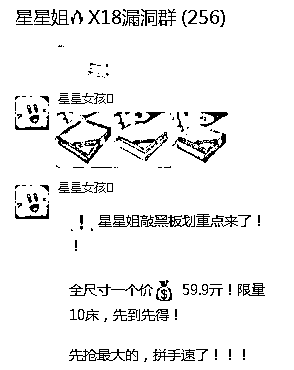 星星姐🔥X18漏洞群 (256)
星星女孩
星星女孩
！星星姐敲黑板划重点来了！
！
全尺寸一个价💰 59.9亓！限量
10床，先到先得！
先抢最大的，拼手速了！！！